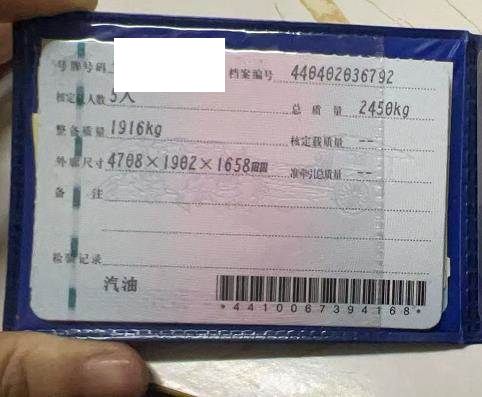 号牌号码 档案编号 440402036792
核定载人数 5人 总质量 2450kg
整备质量 1916kg 核定载质量 --
外廓尺寸 4708×1902×1658mm 准牵引总质量 --
备注
检验记录
汽油
*4410067394168*